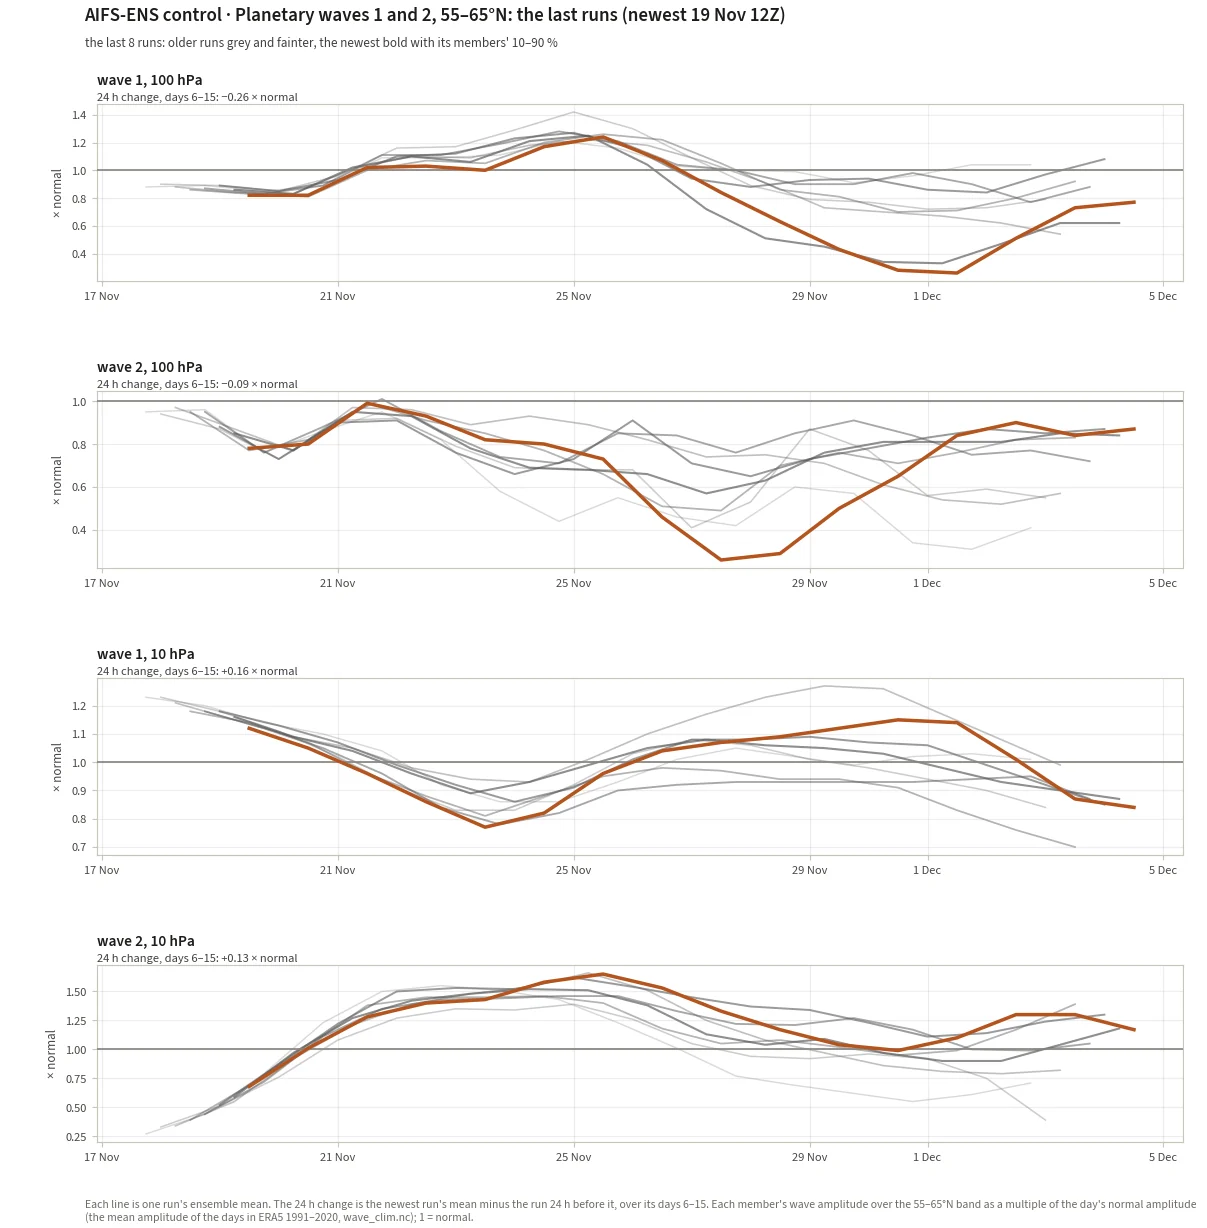 AIFS-ENS control · Planetary waves 1 and 2, 55–65°N: the last runs (newest 19 Nov 12Z)
the last 8 runs: older runs grey and fainter, the newest bold with its members' 10–90 %
wave 1, 100 hPa
24 h change, days 6–15: −0.26 × normal
1.4
1.2
1.0
0.8
0.6
0.4
× normal
17 Nov 21 Nov 25 Nov 29 Nov 1 Dec 5 Dec
wave 2, 100 hPa
24 h change, days 6–15: −0.09 × normal
1.0
0.8
0.6
0.4
× normal
17 Nov 21 Nov 25 Nov 29 Nov 1 Dec 5 Dec
wave 1, 10 hPa
24 h change, days 6–15: +0.16 × normal
1.2
1.1
1.0
0.9
0.8
0.7
× normal
17 Nov 21 Nov 25 Nov 29 Nov 1 Dec 5 Dec
wave 2, 10 hPa
24 h change, days 6–15: +0.13 × normal
1.50
1.25
1.00
0.75
0.50
0.25
× normal
17 Nov 21 Nov 25 Nov 29 Nov 1 Dec 5 Dec
Each line is one run's ensemble mean. The 24 h change is the newest run's mean minus the run 24 h before it, over its days 6–15. Each member's wave amplitude over the 55–65°N band as a multiple of the day's normal amplitude
(the mean amplitude of the days in ERA5 1991–2020, wave_clim.nc); 1 = normal.